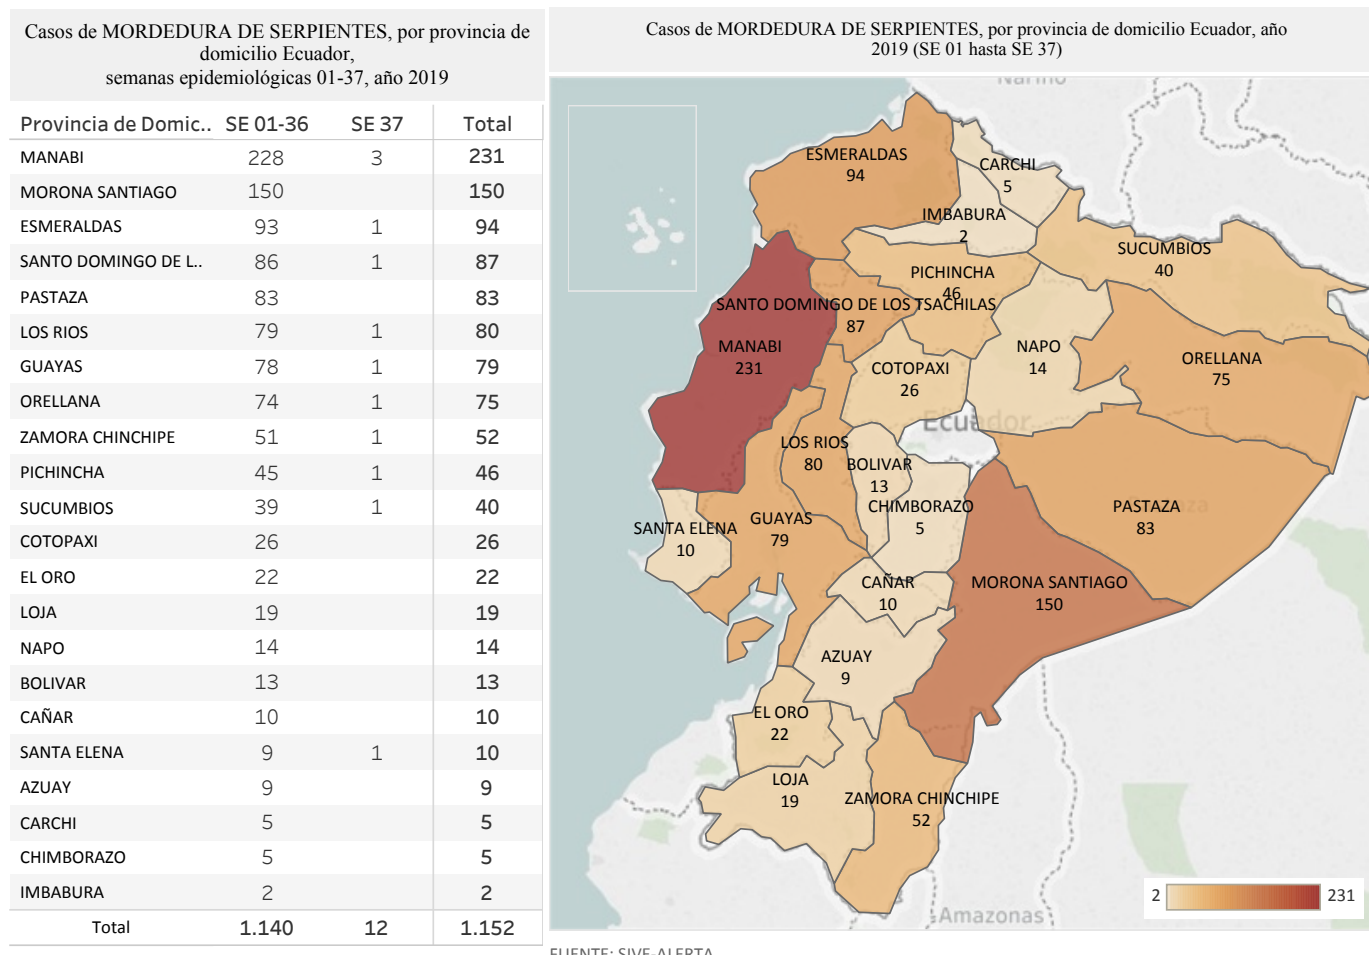 Casos de MORDEDURA DE SERPIENTES, por provincia de
domicilio Ecuador,
semanas epidemiológicas 01-37, año 2019
Provincia de Domic.. SE 01-36 SE 37 Total
MANABI 228 3 231
MORONA SANTIAGO 150 150
ESMERALDAS 93 1 94
SANTO DOMINGO DE L.. 86 1 87
PASTAZA 83 83
LOS RIOS 79 1 80
GUAYAS 78 1 79
ORELLANA 74 1 75
ZAMORA CHINCHIPE 51 1 52
PICHINCHA 45 1 46
SUCUMBIOS 39 1 40
COTOPAXI 26 26
EL ORO 22 22
LOJA 19 19
NAPO 14 14
BOLIVAR 13 13
CAÑAR 10 10
SANTA ELENA 9 1 10
AZUAY 9 9
CARCHI 5 5
CHIMBORAZO 5 5
IMBABURA 2 2
Total 1.140 12 1.152
Casos de MORDEDURA DE SERPIENTES, por provincia de domicilio Ecuador, año
2019 (SE 01 hasta SE 37)
Nariño
ESMERALDAS
94
CARCHI
5
IMBABURA
2
SUCUMBIOS
40
PICHINCHA
46
SANTO DOMINGO DE LOS TSACHILAS
87
MANABI
231
NAPO
14
ORELLANA
75
COTOPAXI
26
Ecuador
LOS RIOS
80
BOLIVAR
13
CHIMBORAZO
5
PASTAZA
83
SANTA ELENA
10
GUAYAS
79
CAÑAR
10
MORONA SANTIAGO
150
AZUAY
9
EL ORO
22
LOJA
19
ZAMORA CHINCHIPE
52
2 231
Amazonas
FUENTE: SIVE-ALERTA